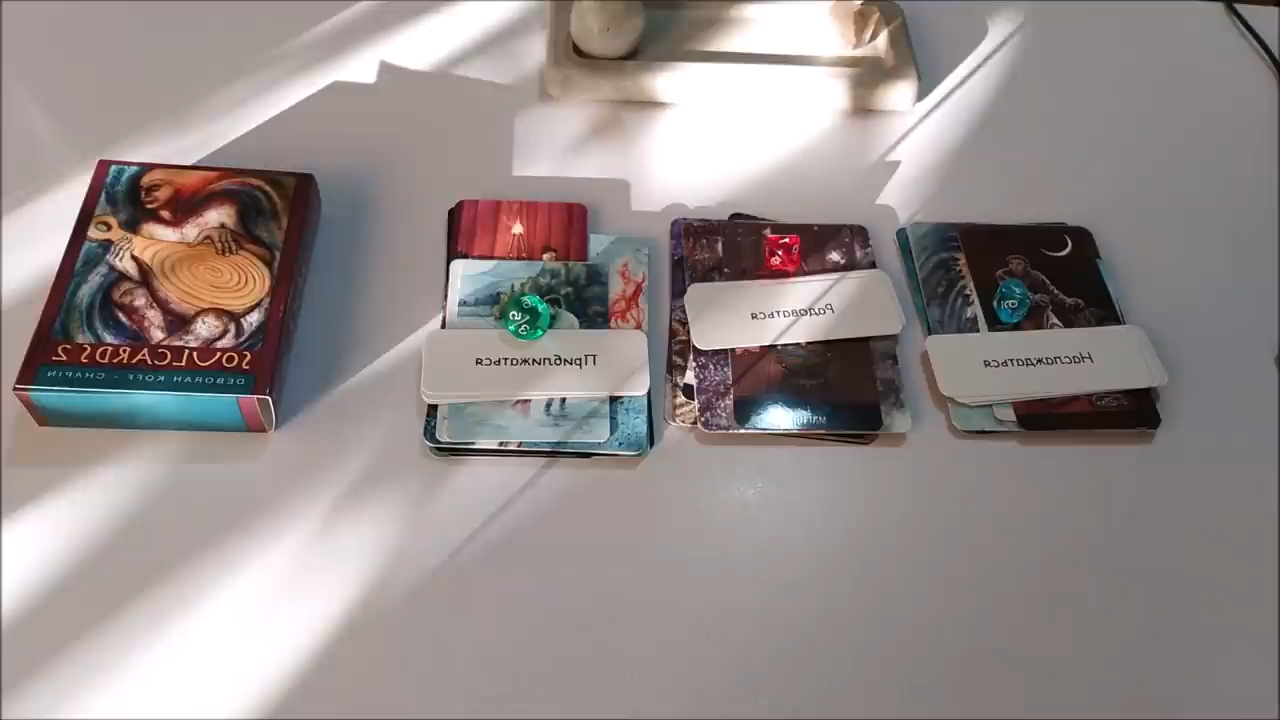 SOULCARDS 2
DEBORAH KOFF-CHAPIN
Приближаться
Радоваться
Наслаждаться